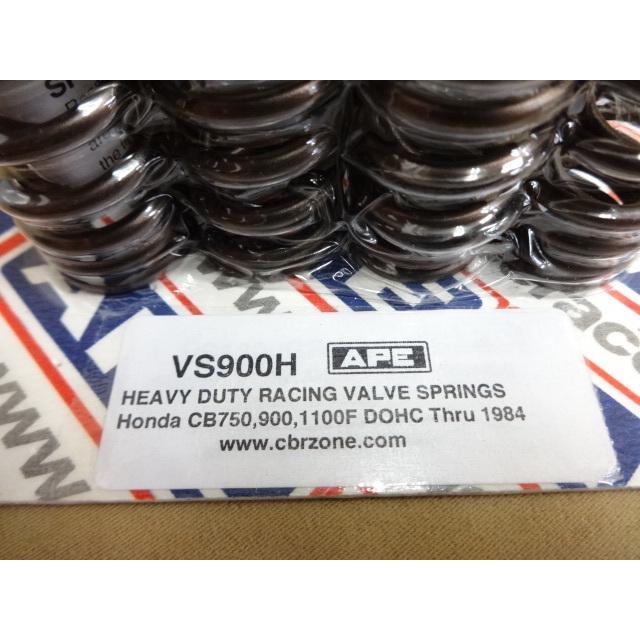 VS900H APE
HEAVY DUTY RACING VALVE SPRINGS
Honda CB750,900,1100F DOHC Thru 1984
www.cbrzone.com